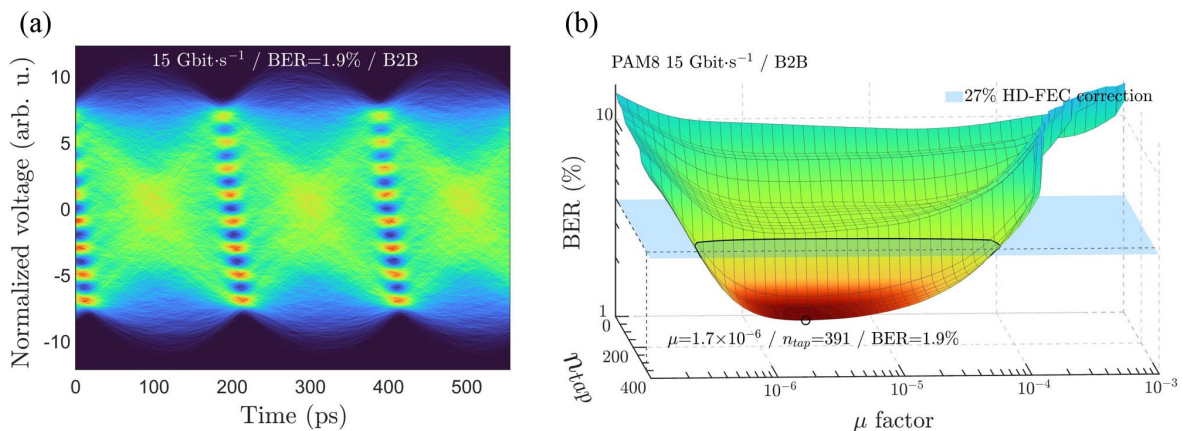 (a)
15 Gbit·s⁻¹ / BER=1.9% / B2B
Normalized voltage (arb. u.)
10
5
0
-5
-10
0
100
200
300
400
500
Time (ps)
(b)
PAM8 15 Gbit·s⁻¹ / B2B
27% HD-FEC correction
BER (%)
10
1
0
200
400
n_tap
μ=1.7×10⁻⁶ / n_tap=391 / BER=1.9%
10⁻⁶
10⁻⁵
10⁻⁴
10⁻³
μ factor